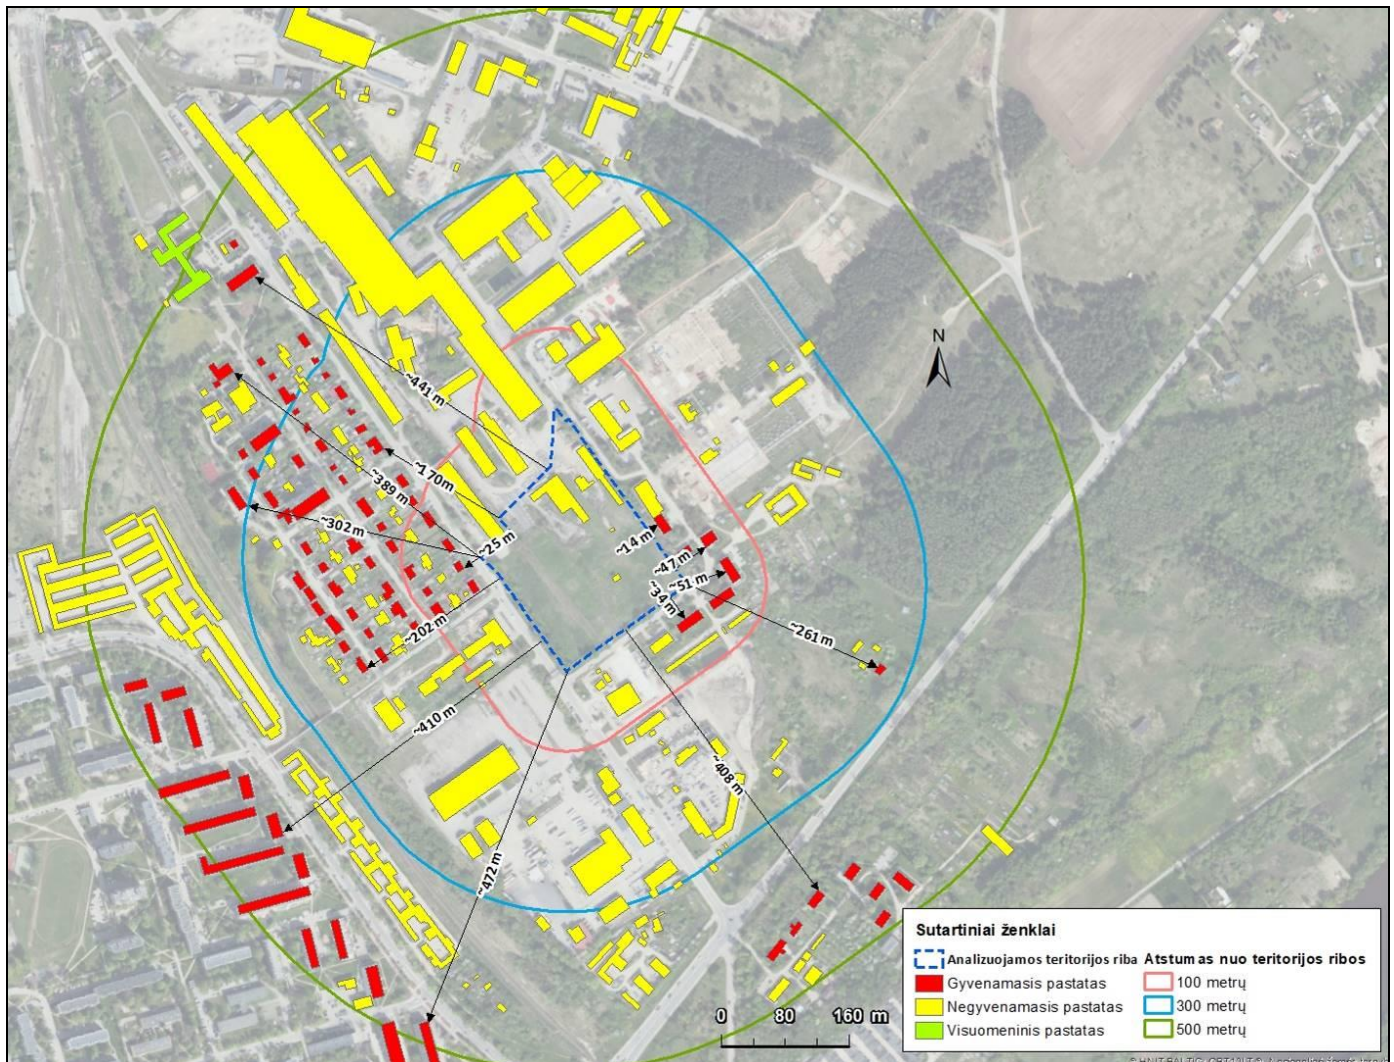 N
~441 m
~170m
~389 m
~302 m
~25 m
~14 m
~47 m
~51 m
~34 m
~202 m
~261 m
~410 m
~408 m
~472 m
0 80 160 m
Sutartiniai ženklai
Analizuojamos teritorijos riba
Gyvenamasis pastatas
Negyvenamasis pastatas
Visuomeninis pastatas
Atstumas nuo teritorijos ribos
100 metrų
300 metrų
500 metrų